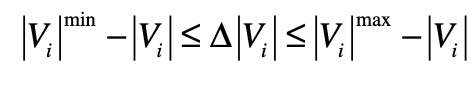 |V_i|^min − |V_i| ≤ Δ|V_i| ≤ |V_i|^max − |V_i|